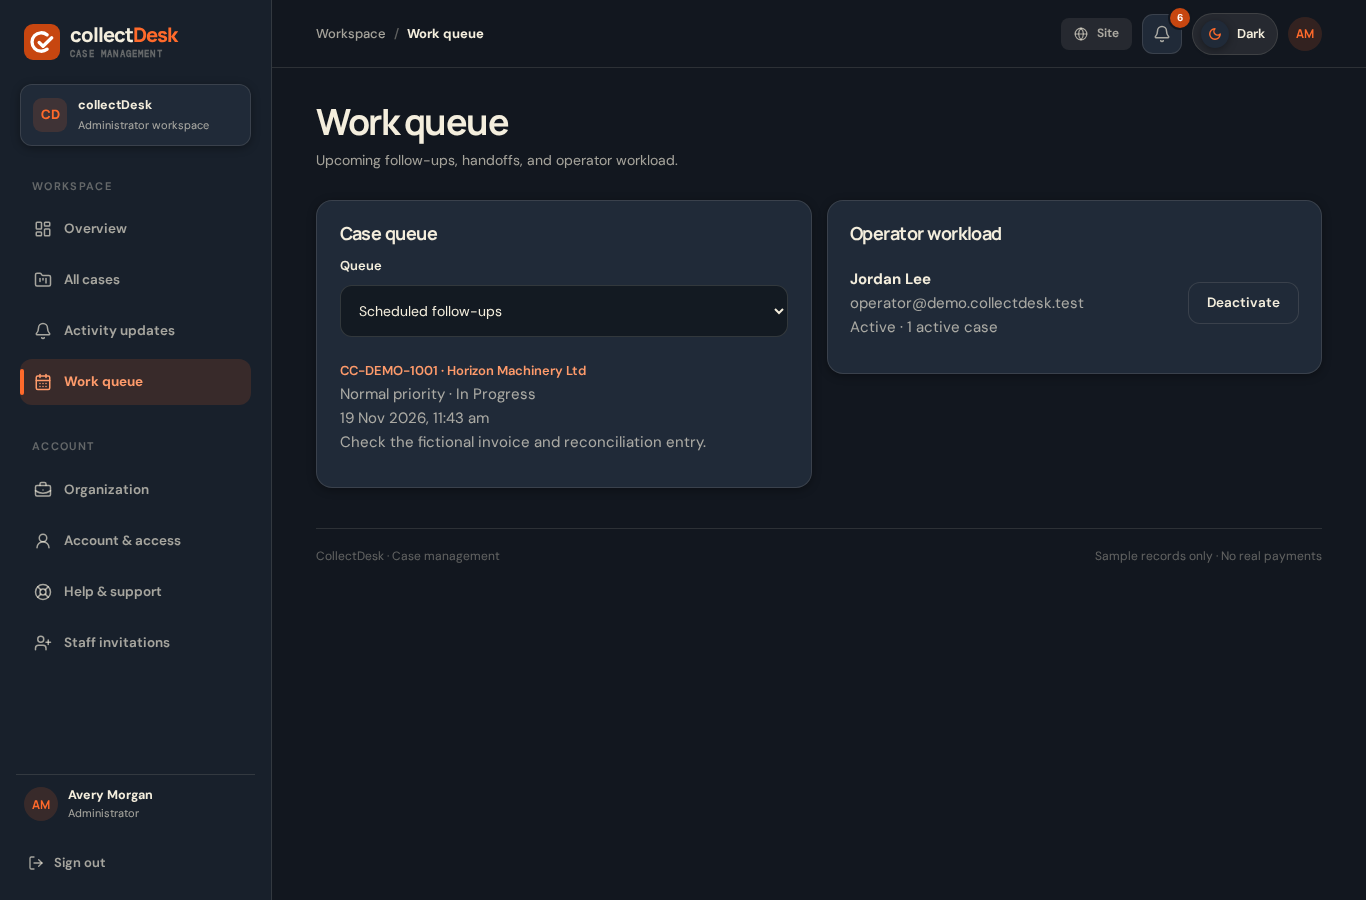 collectDesk
CASE MANAGEMENT
CD
collectDesk
Administrator workspace
WORKSPACE
Overview
All cases
Activity updates
Work queue
ACCOUNT
Organization
Account & access
Help & support
Staff invitations
AM
Avery Morgan
Administrator
Sign out
Workspace / Work queue
Site
6
Dark
AM
Work queue
Upcoming follow-ups, handoffs, and operator workload.
Case queue
Queue
Scheduled follow-ups
CC-DEMO-1001 · Horizon Machinery Ltd
Normal priority · In Progress
19 Nov 2026, 11:43 am
Check the fictional invoice and reconciliation entry.
Operator workload
Jordan Lee
operator@demo.collectdesk.test
Active · 1 active case
Deactivate
CollectDesk · Case management
Sample records only · No real payments